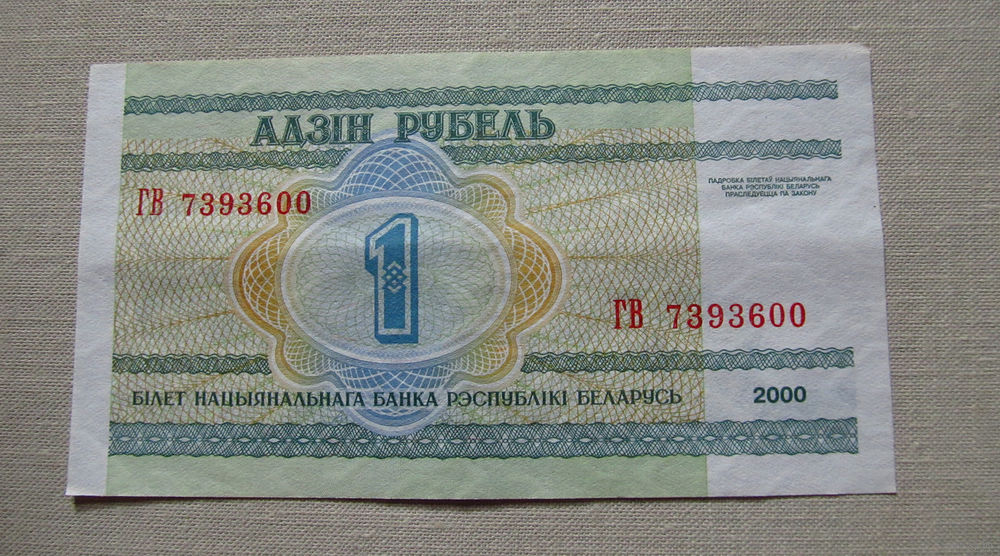 АДЗІН РУБЕЛЬ
ПАДРОБКА БІЛЕТАЎ НАЦЫЯНАЛЬНАГА
БАНКА РЭСПУБЛІКІ БЕЛАРУСЬ
ПРАСЛЕДУЕЦЦА ПА ЗАКОНУ
ГВ 7393600
1
ГВ 7393600
БІЛЕТ НАЦЫЯНАЛЬНАГА БАНКА РЭСПУБЛІКІ БЕЛАРУСЬ
2000